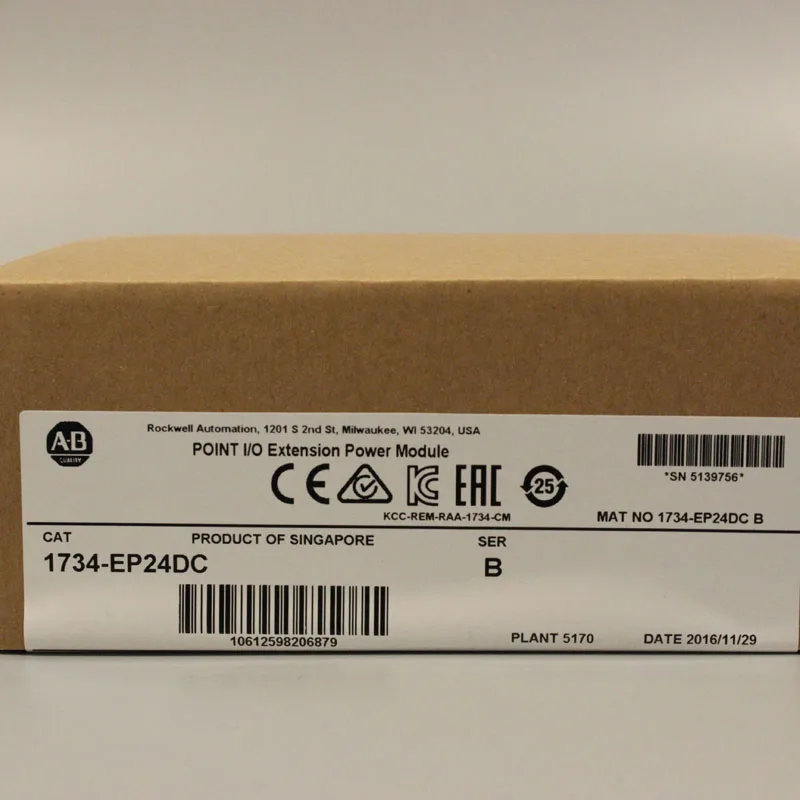 A·B
QUALITY
Rockwell Automation, 1201 S 2nd St, Milwaukee, WI 53204, USA
POINT I/O Extension Power Module
CE KC EAC 25
KCC-REM-RAA-1734-CM
*SN 5139756*
MAT NO 1734-EP24DC B
CAT
PRODUCT OF SINGAPORE
SER
1734-EP24DC
B
10612598206879
PLANT 5170
DATE 2016/11/29